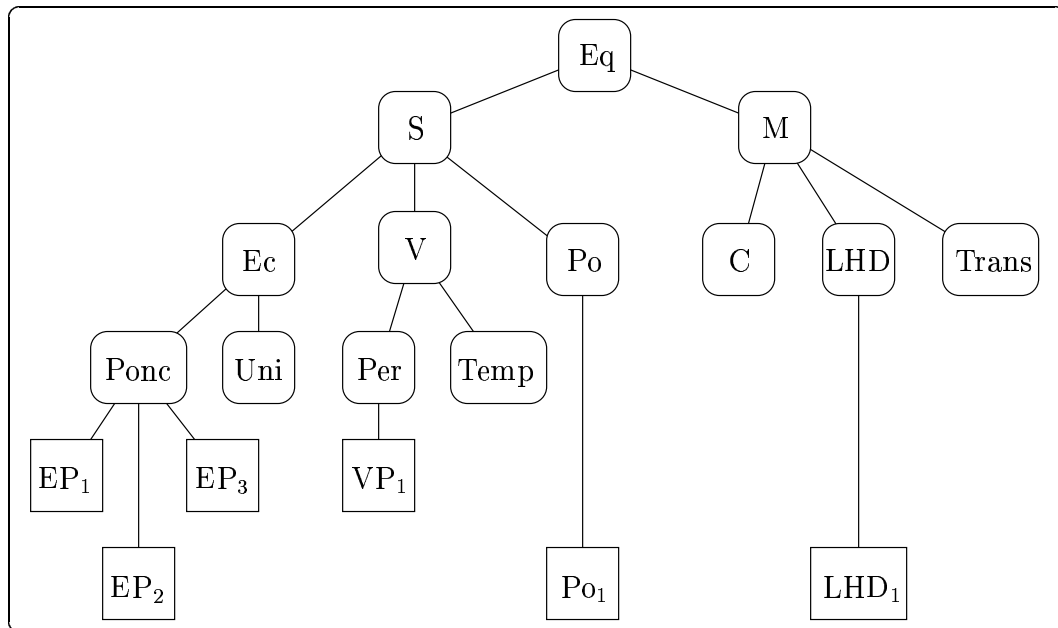 Eq
S
M
Ec
V
Po
C
LHD
Trans
Ponc
Uni
Per
Temp
EP₁
EP₃
VP₁
EP₂
Po₁
LHD₁